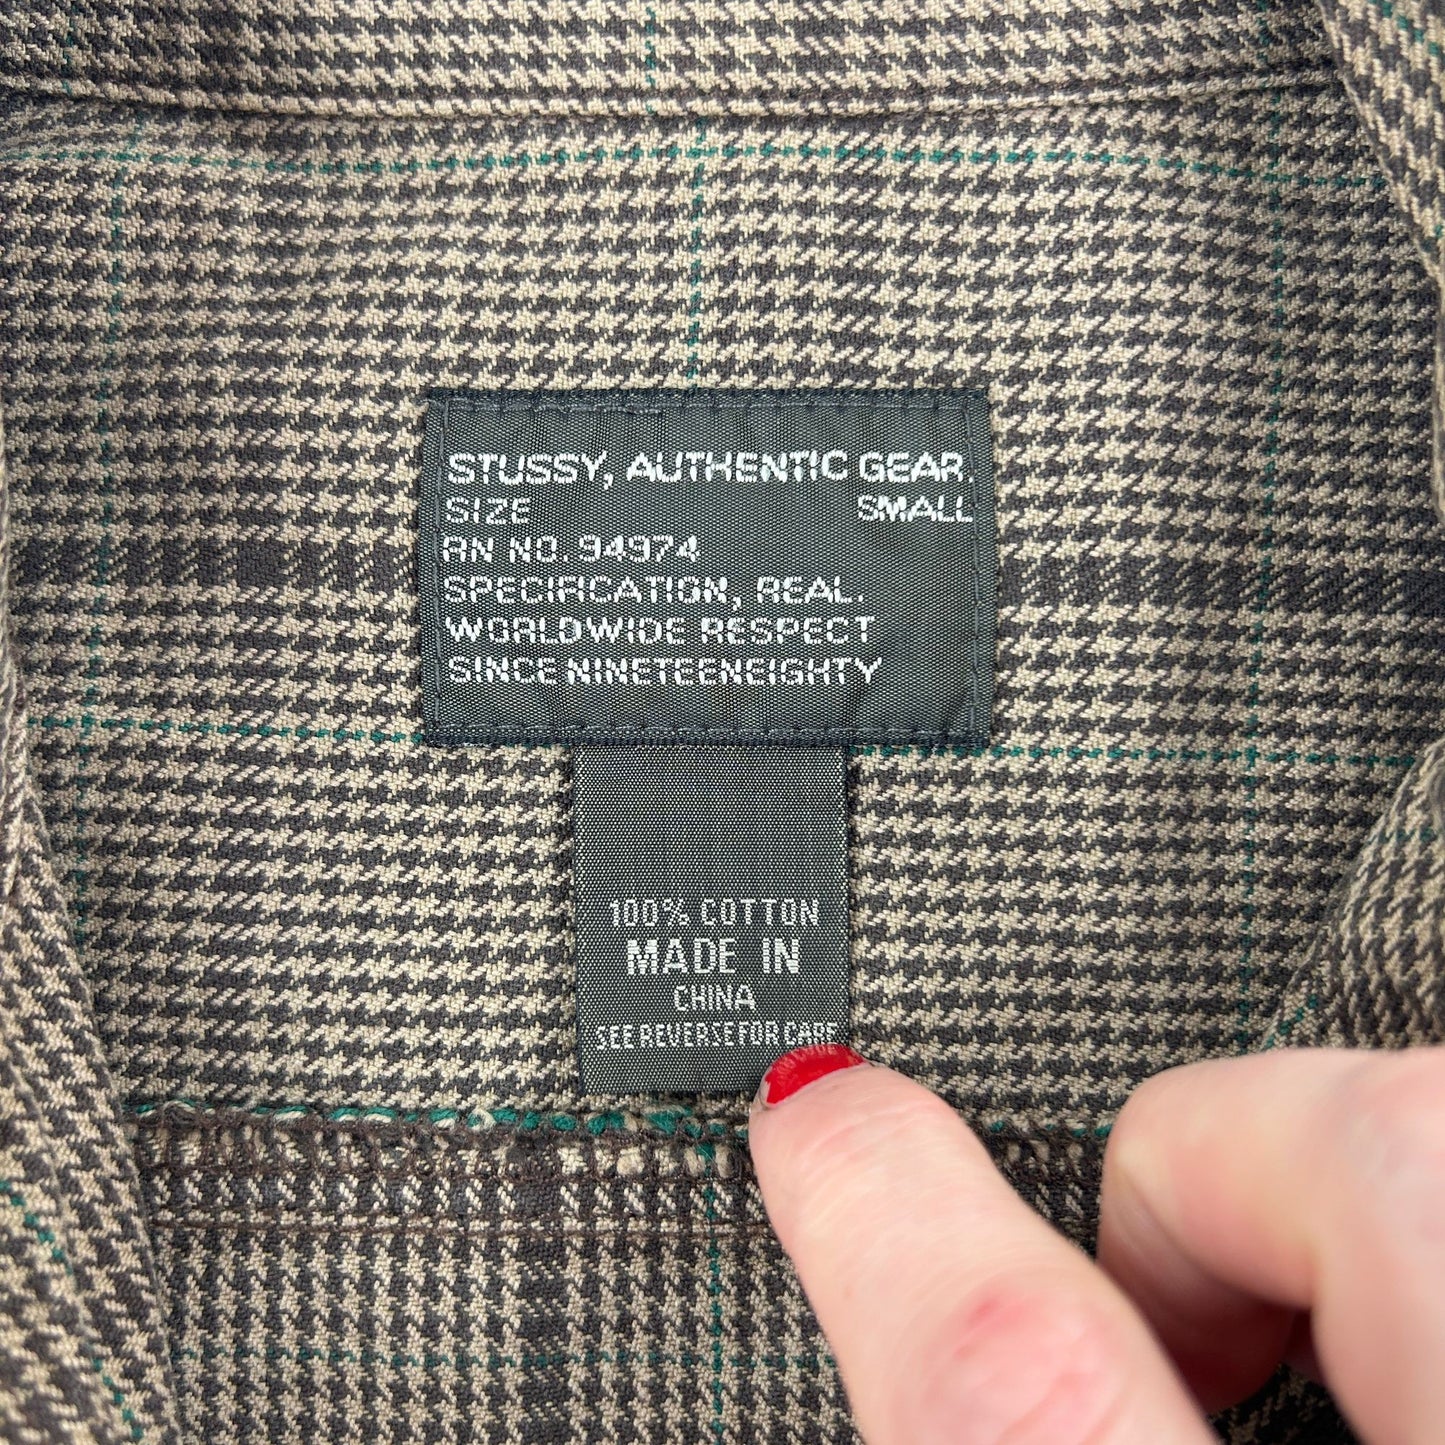 STUSSY, AUTHENTIC GEAR.
SIZE SMALL
RN NO. 94974
SPECIFICATION, REAL.
WORLDWIDE RESPECT
SINCE NINETEENEIGHTY
100% COTTON
MADE IN
CHINA
SEE REVERSE FOR CARE